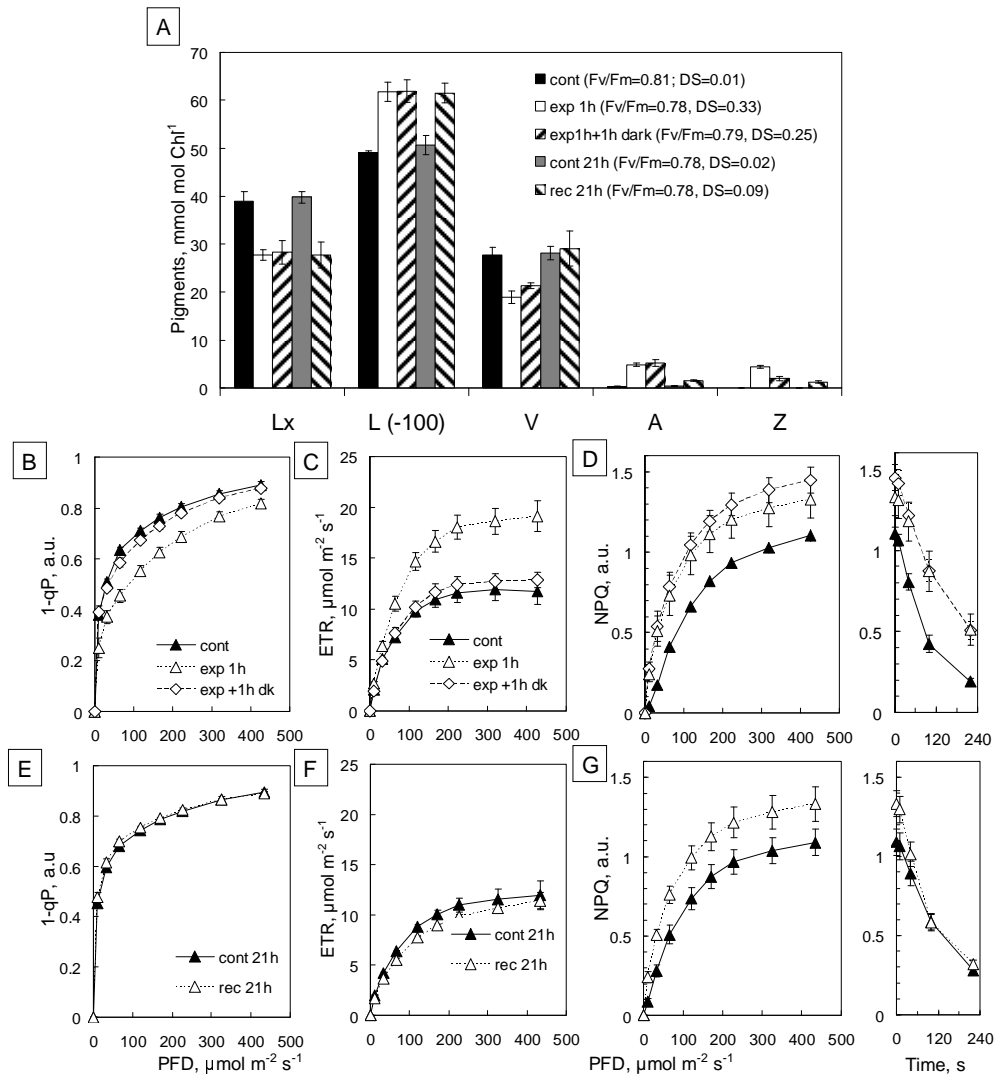 A
Pigments, mmol mol Chl⁻¹
70
60
50
40
30
20
10
0
cont (Fv/Fm=0.81; DS=0.01)
exp 1h (Fv/Fm=0.78, DS=0.33)
exp1h+1h dark (Fv/Fm=0.79, DS=0.25)
cont 21h (Fv/Fm=0.78, DS=0.02)
rec 21h (Fv/Fm=0.78, DS=0.09)
Lx L (-100) V A Z
B
1-qP, a.u.
1
0.8
0.6
0.4
0.2
0
cont
exp 1h
exp +1h dk
0 100 200 300 400 500
C
ETR, µmol m⁻² s⁻¹
25
20
15
10
5
0
cont
exp 1h
exp +1h dk
0 100 200 300 400 500
D
NPQ, a.u.
1.5
1
0.5
0
0 100 200 300 400 500
1.5
1
0.5
0
0 120 240
E
1-qP, a.u
1
0.8
0.6
0.4
0.2
0
cont 21h
rec 21h
0 100 200 300 400 500
PFD, µmol m⁻² s⁻¹
F
ETR, µmol m⁻² s⁻¹
25
20
15
10
5
0
cont 21h
rec 21h
0 100 200 300 400 500
G
NPQ, a.u.
1.5
1
0.5
0
0 100 200 300 400 500
PFD, µmol m⁻² s⁻¹
1.5
1
0.5
0
0 120 240
Time, s